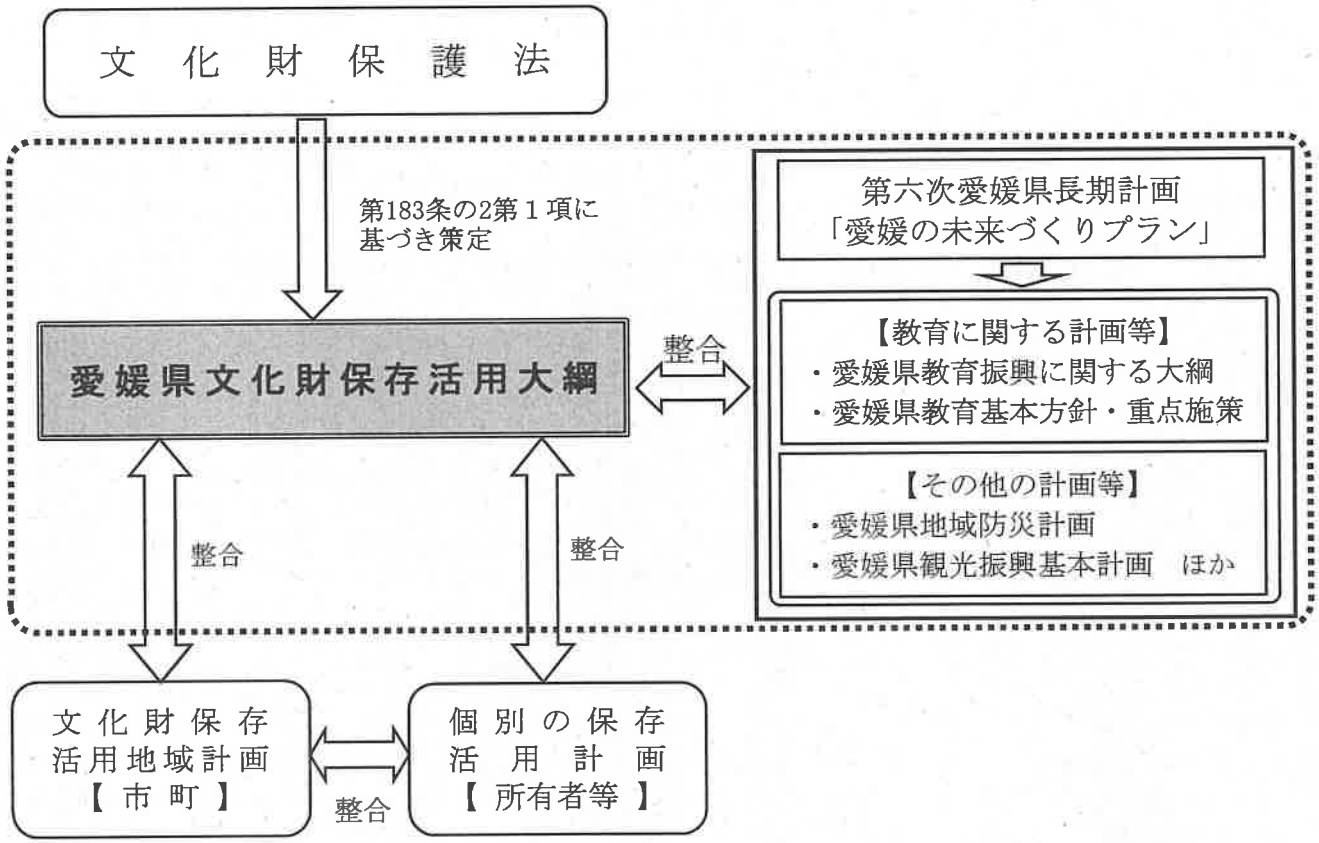 文化財保護法
第183条の2第1項に
基づき策定
第六次愛媛県長期計画
「愛媛の未来づくりプラン」
愛媛県文化財保存活用大綱
整合
【教育に関する計画等】
・愛媛県教育振興に関する大綱
・愛媛県教育基本方針・重点施策
【その他の計画等】
・愛媛県地域防災計画
・愛媛県観光振興基本計画　ほか
整合
整合
文化財保存
活用地域計画
【市町】
整合
個別の保存
活用計画
【所有者等】